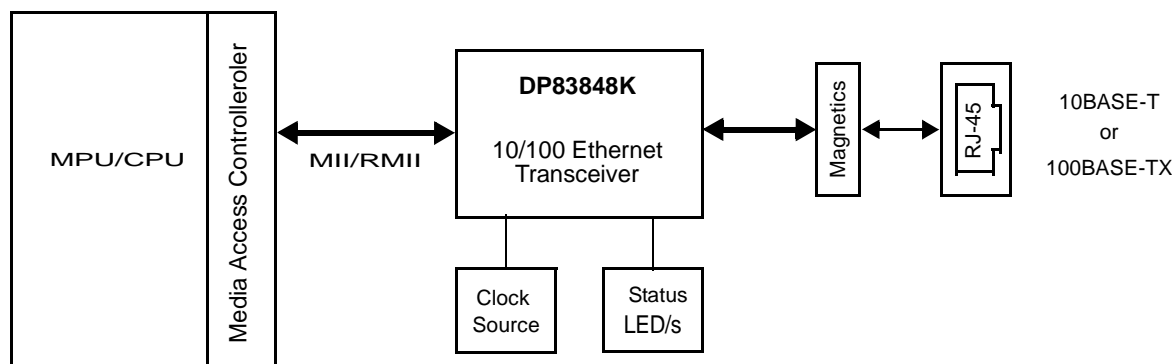 MPU/CPU
Media Access Controlleroler
MII/RMII
DP83848K
10/100 Ethernet
Transceiver
Clock
Source
Status
LED/s
Magnetics
RJ-45
10BASE-T
or
100BASE-TX